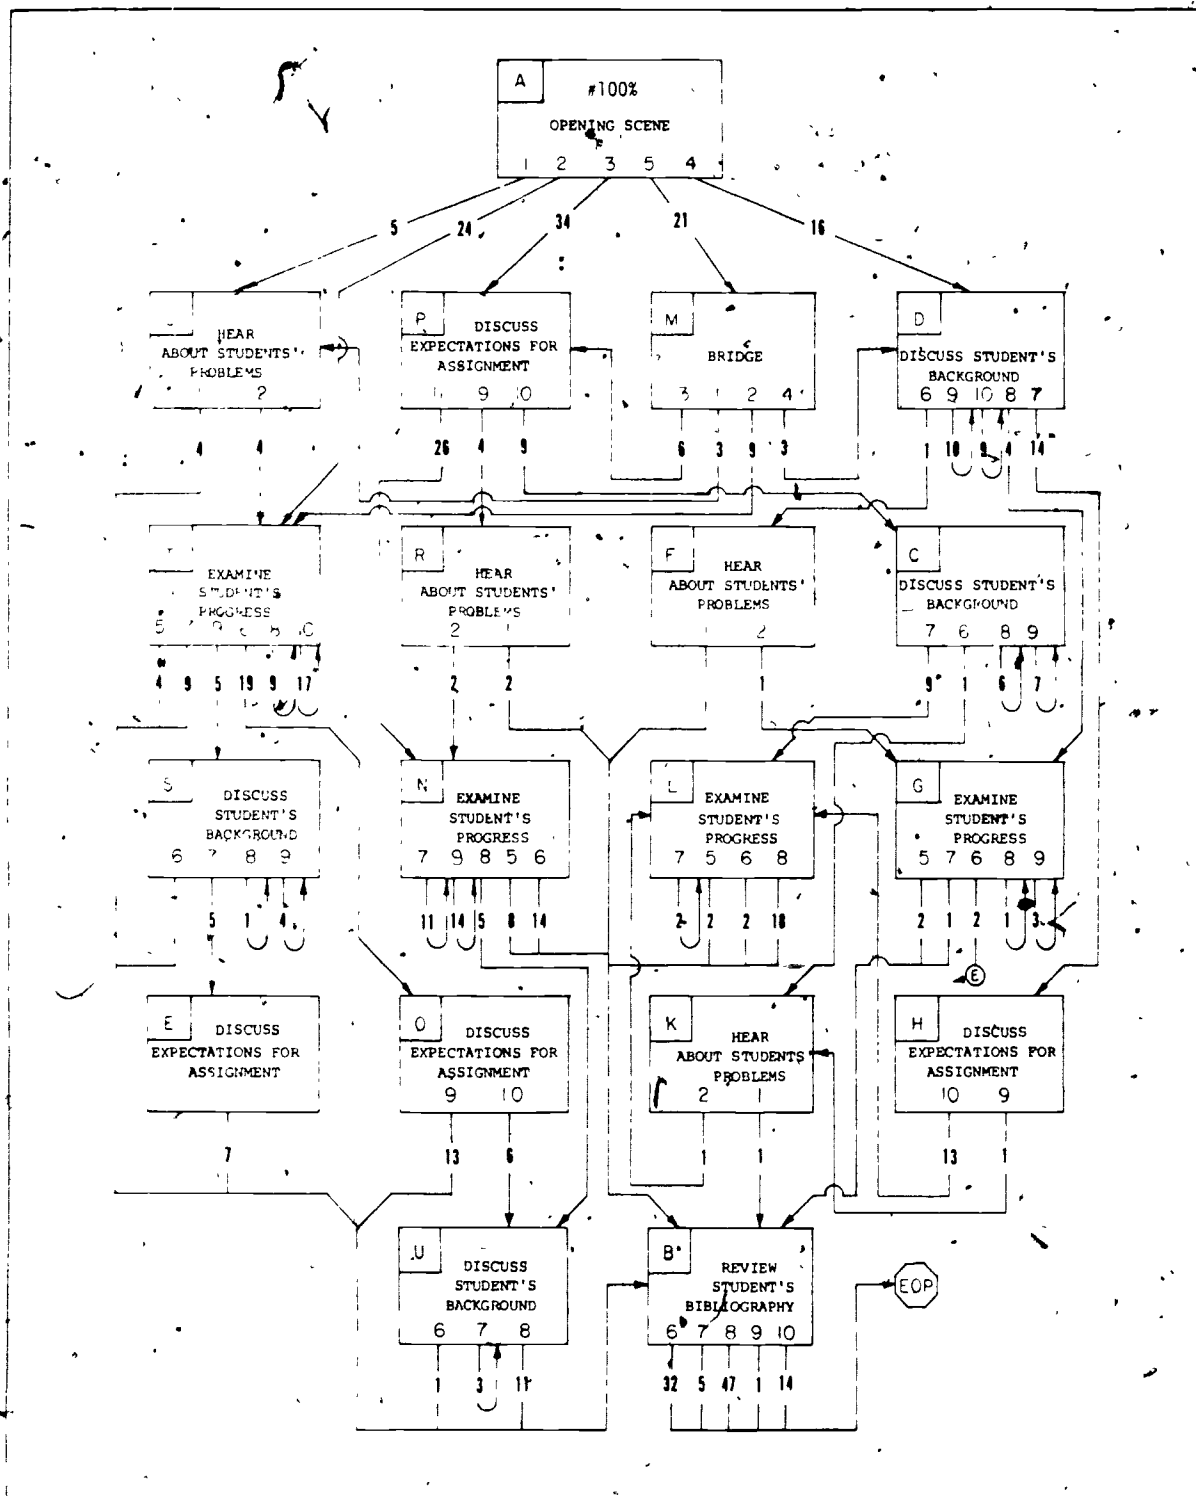 A
#100%
OPENING SCENE
1 2 3 5 4
5 24 34 21 16
HEAR
ABOUT STUDENTS'
PROBLEMS
2
P
DISCUSS
EXPECTATIONS FOR
ASSIGNMENT
1 9 10
M
BRIDGE
3 1 2 4
D
DISCUSS STUDENT'S
BACKGROUND
6 9 10 8 7
4 4 26 4 9 6 3 9 3 1 10 9 4 14
EXAMINE
STUDENT'S
PROGRESS
5 9 8 10
R
HEAR
ABOUT STUDENTS'
PROBLEMS
2
F
HEAR
ABOUT STUDENTS'
PROBLEMS
2
C
DISCUSS STUDENT'S
BACKGROUND
7 6 8 9
4 9 5 19 9 17 2 2 1 9 1 6 7
S
DISCUSS
STUDENT'S
BACKGROUND
6 7 8 9
N
EXAMINE
STUDENT'S
PROGRESS
7 9 8 5 6
L
EXAMINE
STUDENT'S
PROGRESS
7 5 6 8
G
EXAMINE
STUDENT'S
PROGRESS
5 7 6 8 9
5 1 4 11 14 5 8 14 2 2 2 18 2 1 2 1 3
E
E
DISCUSS
EXPECTATIONS FOR
ASSIGNMENT
O
DISCUSS
EXPECTATIONS FOR
ASSIGNMENT
9 10
K
HEAR
ABOUT STUDENTS
PROBLEMS
2 1
H
DISCUSS
EXPECTATIONS FOR
ASSIGNMENT
10 9
7 13 6 1 1 13 1
U
DISCUSS
STUDENT'S
BACKGROUND
6 7 8
B
REVIEW
STUDENT'S
BIBLIOGRAPHY
6 7 8 9 10
EOP
1 3 11 32 5 47 1 14